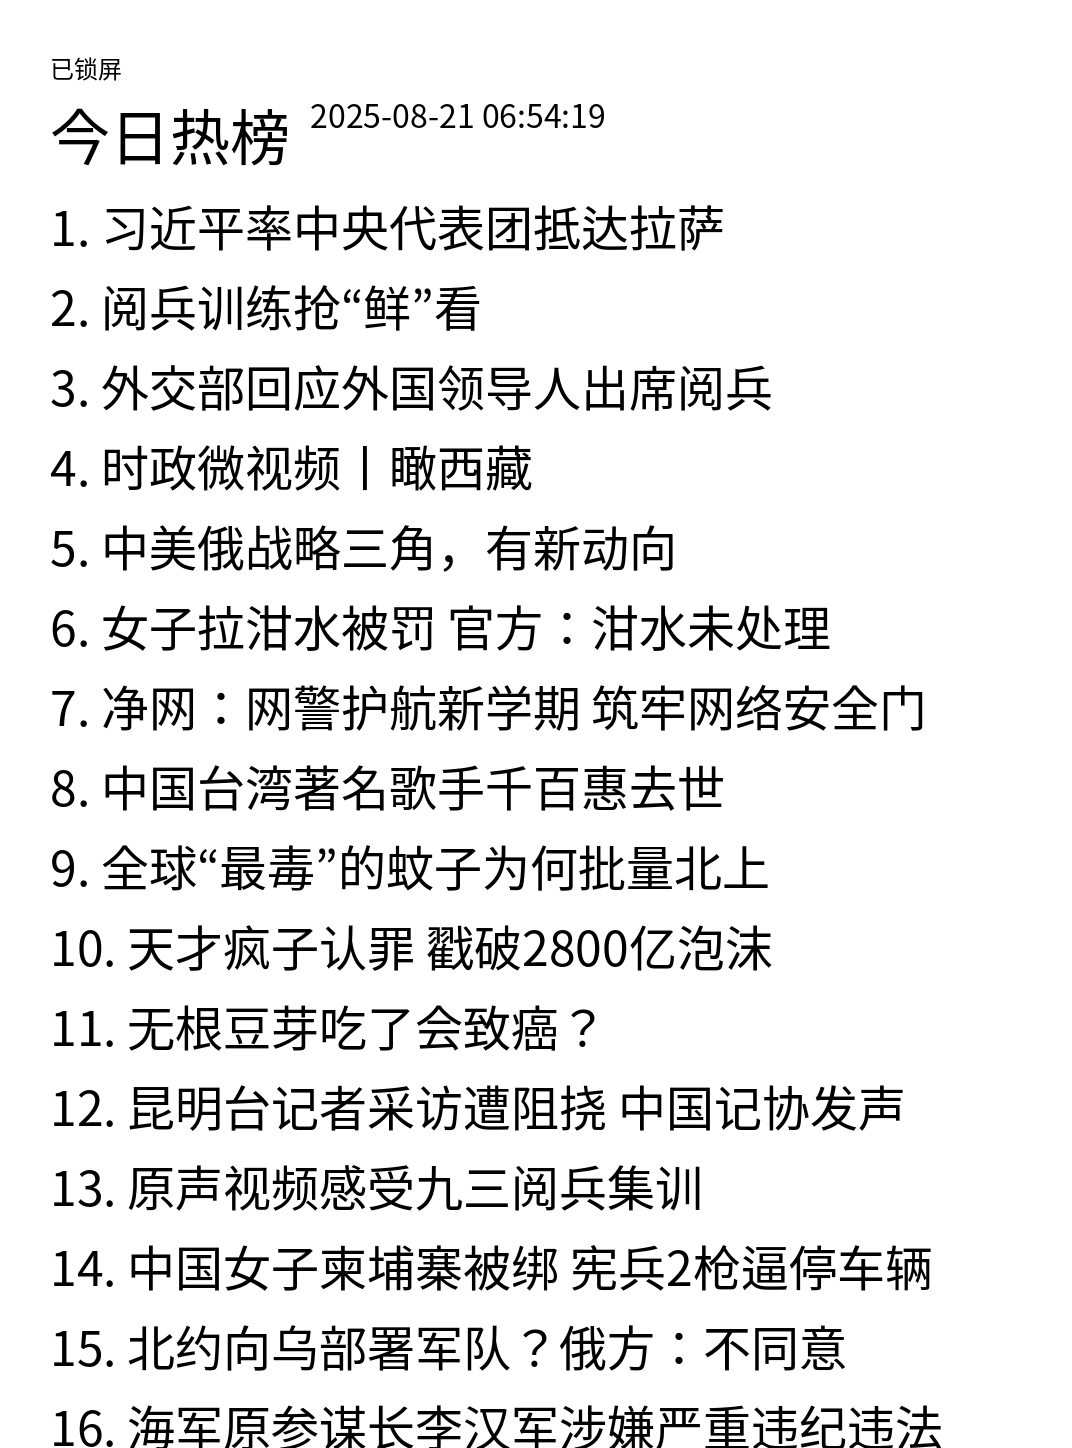 已锁屏
今日热榜 2025-08-21 06:54:19
1. 习近平率中央代表团抵达拉萨
2. 阅兵训练抢“鲜”看
3. 外交部回应外国领导人出席阅兵
4. 时政微视频丨瞰西藏
5. 中美俄战略三角，有新动向
6. 女子拉泔水被罚 官方：泔水未处理
7. 净网：网警护航新学期 筑牢网络安全门
8. 中国台湾著名歌手千百惠去世
9. 全球“最毒”的蚊子为何批量北上
10. 天才疯子认罪 戳破2800亿泡沫
11. 无根豆芽吃了会致癌？
12. 昆明台记者采访遭阻挠 中国记协发声
13. 原声视频感受九三阅兵集训
14. 中国女子柬埔寨被绑 宪兵2枪逼停车辆
15. 北约向乌部署军队？俄方：不同意
16. 海军原参谋长李汉军涉嫌严重违纪违法